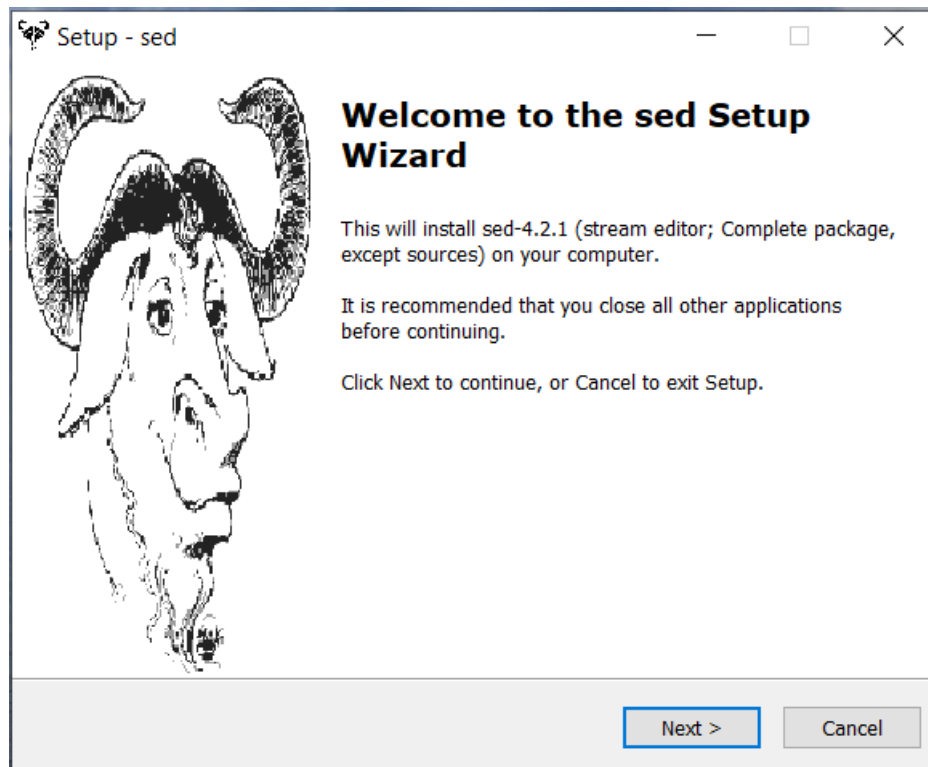 Setup - sed
Welcome to the sed Setup
Wizard
This will install sed-4.2.1 (stream editor; Complete package,
except sources) on your computer.
It is recommended that you close all other applications
before continuing.
Click Next to continue, or Cancel to exit Setup.
Next >
Cancel